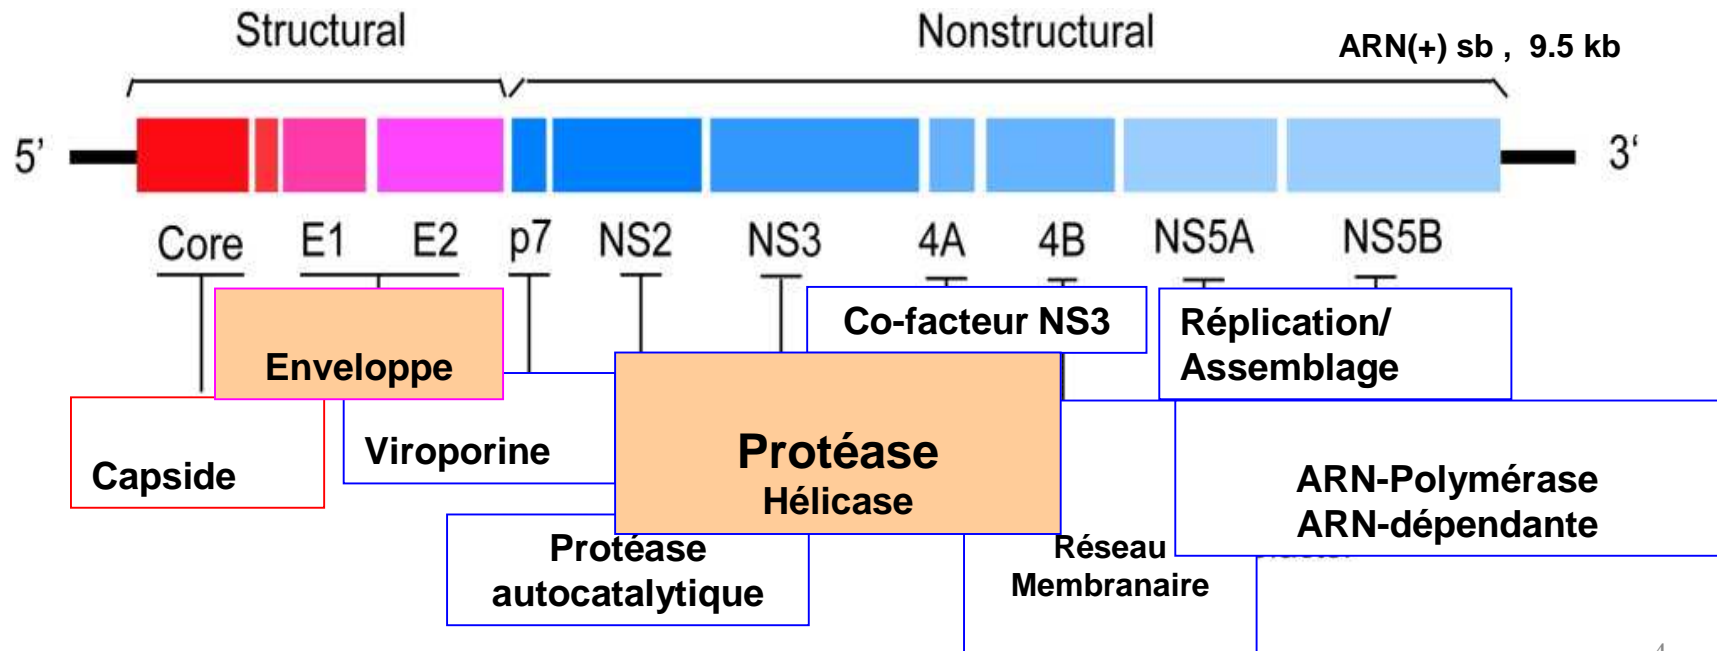 Structural
Nonstructural
ARN(+) sb , 9.5 kb
5’
3‘
Core E1 E2 p7 NS2 NS3 4A 4B NS5A NS5B
Co-facteur NS3
Réplication/
Assemblage
Enveloppe
Viroporine
Protéase
Hélicase
Capside
ARN-Polymérase
ARN-dépendante
Protéase
autocatalytique
Réseau
Membranaire
4